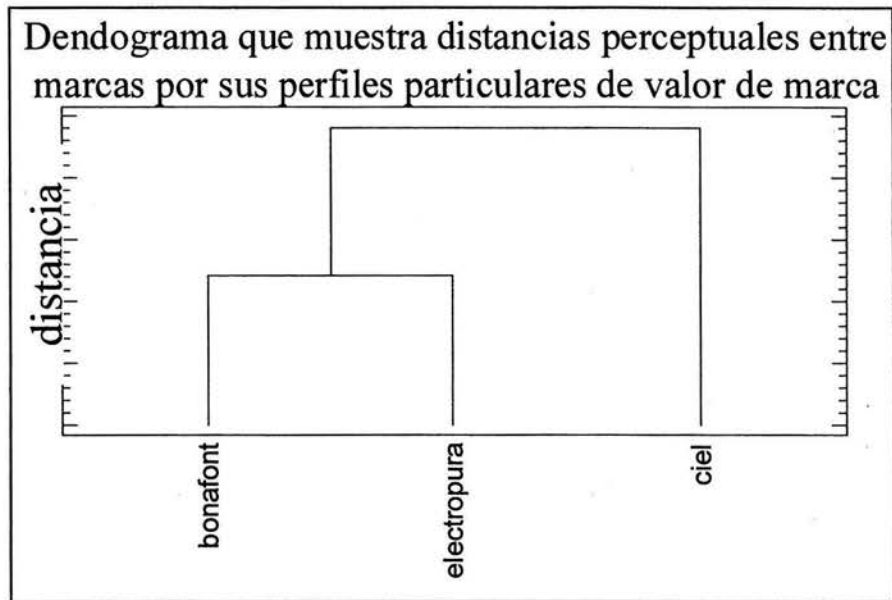 Dendograma que muestra distancias perceptuales entre
marcas por sus perfiles particulares de valor de marca
distancia
bonafont
electropura
ciel